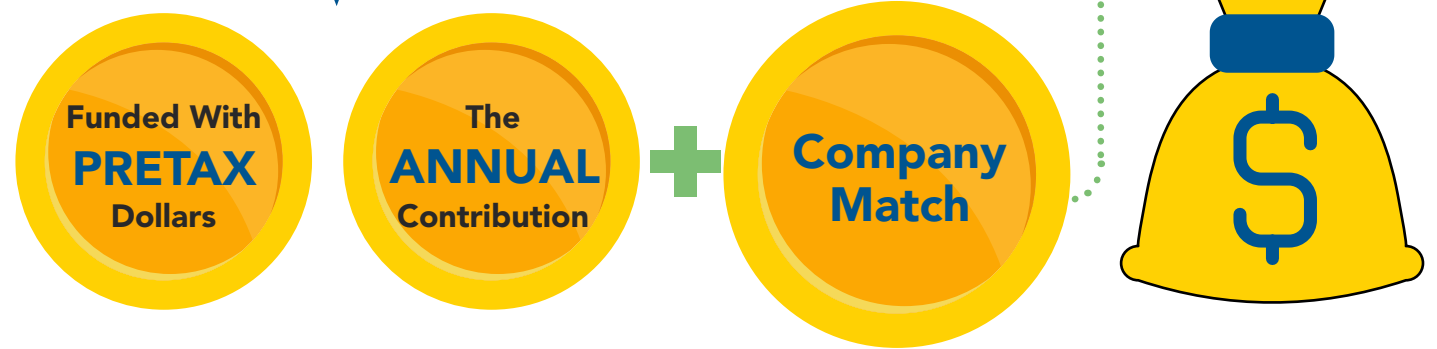 Funded With
PRETAX
Dollars
The
ANNUAL
Contribution
Company
Match
$